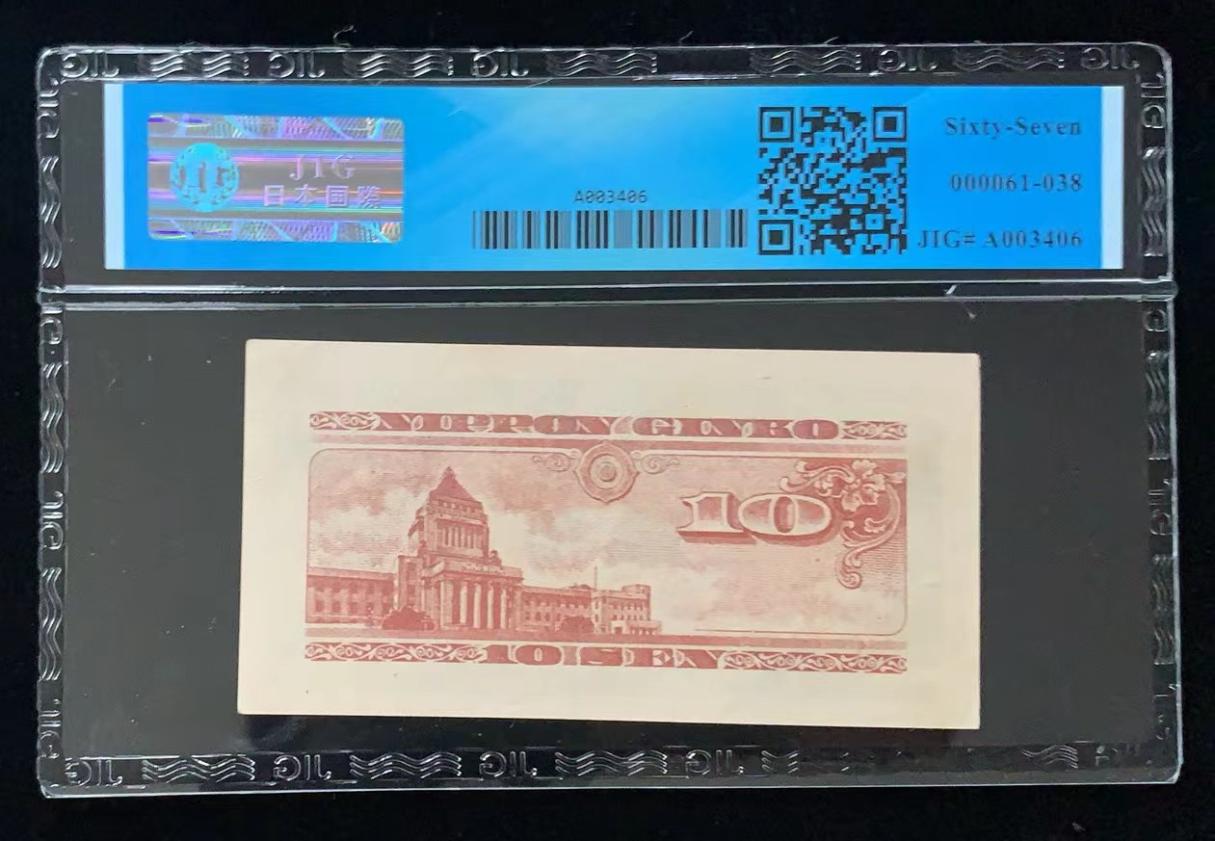 JIG
日本国際
A003406
Sixty-Seven
000061-038
JIG# A003406
NIPPON GINKO
10
10 SEN